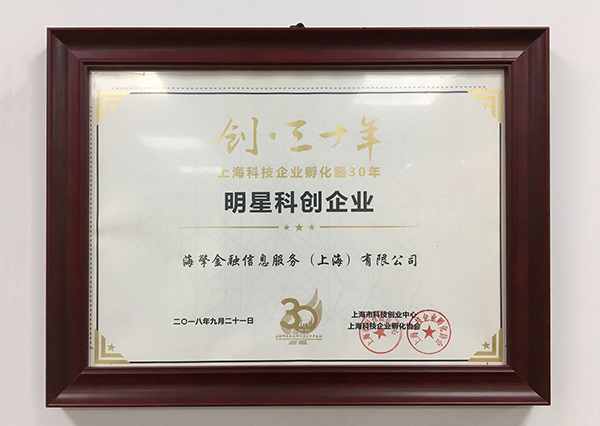 创·三十年
上海科技企业孵化器30年
明星科创企业
海擎金融信息服务（上海）有限公司
二〇一八年九月二十一日
30
上海市科技创业中心
上海科技企业孵化协会